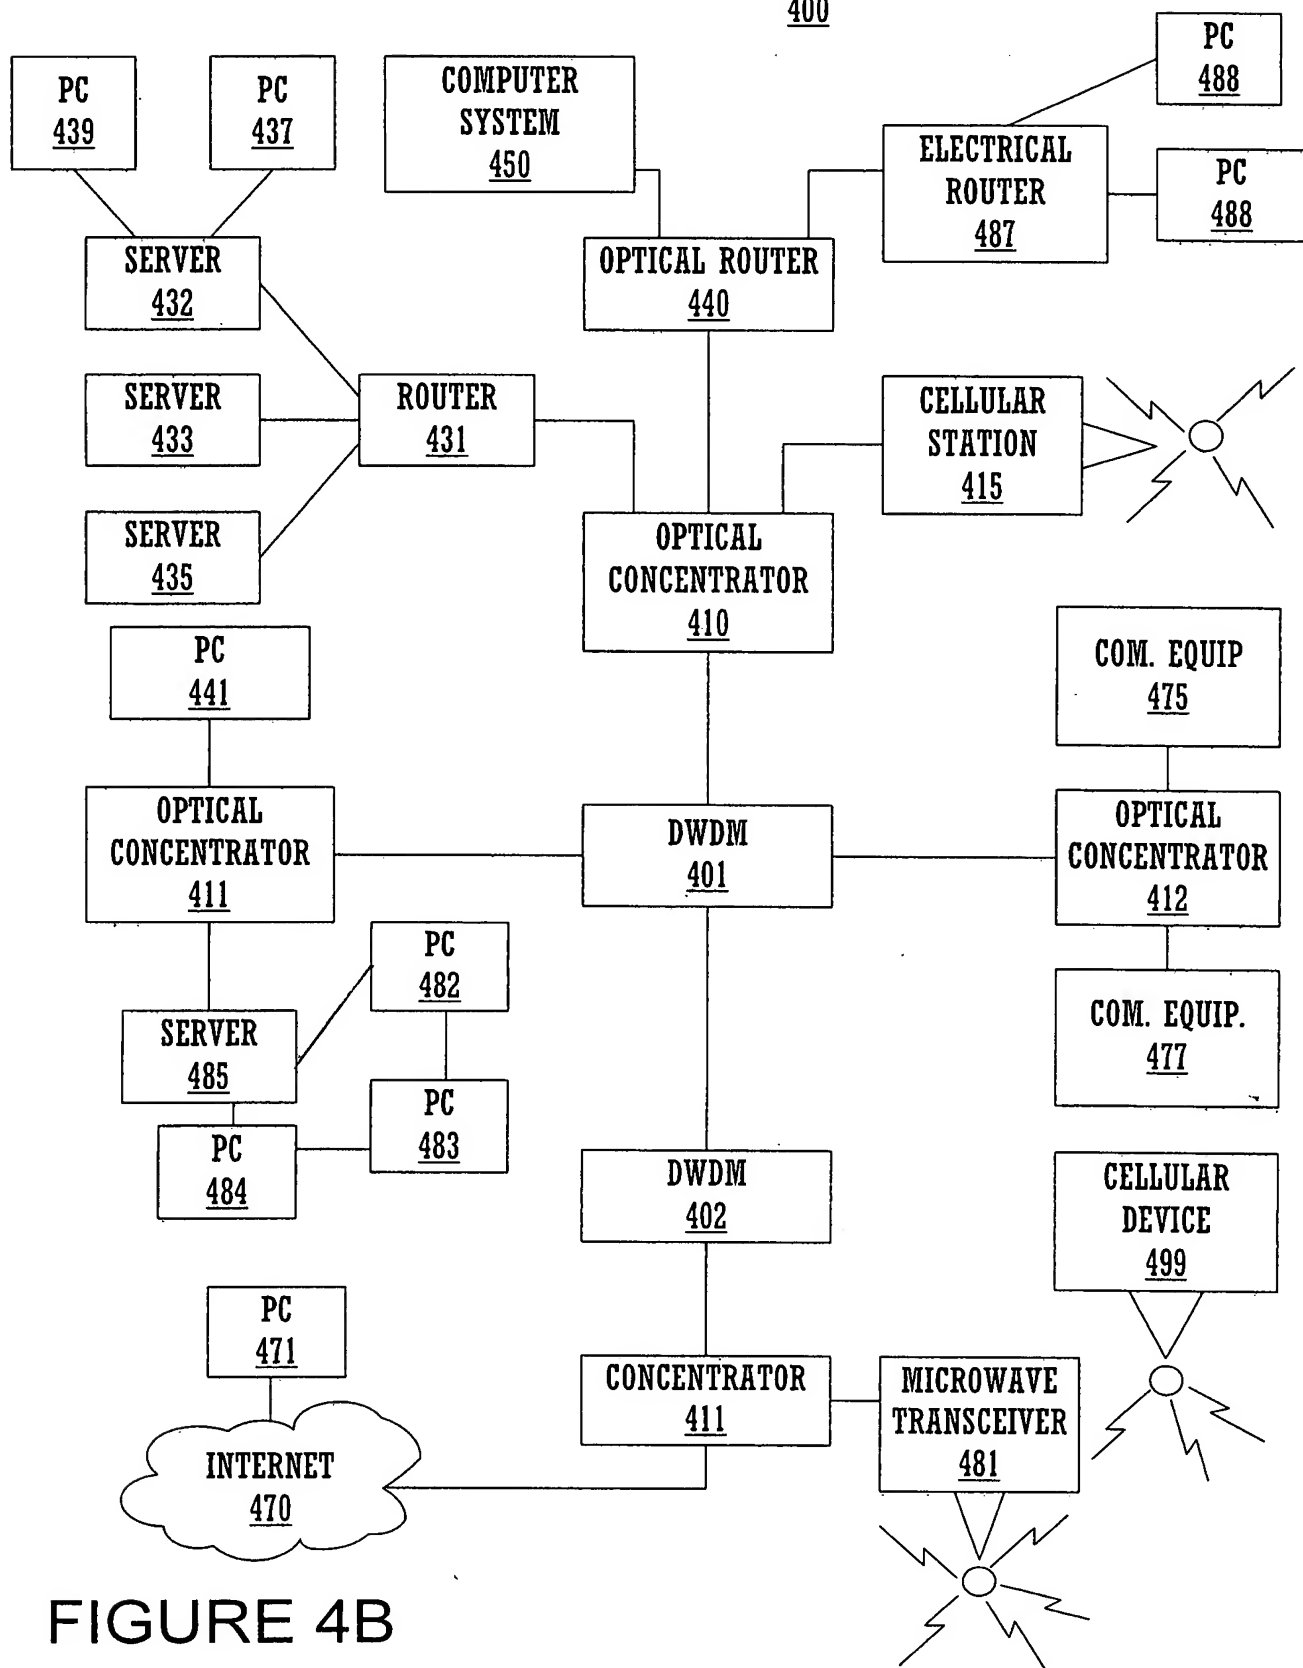 400
PC
439
PC
437
COMPUTER
SYSTEM
450
PC
488
ELECTRICAL
ROUTER
487
PC
488
SERVER
432
OPTICAL ROUTER
440
SERVER
433
ROUTER
431
CELLULAR
STATION
415
SERVER
435
OPTICAL
CONCENTRATOR
410
PC
441
COM. EQUIP
475
OPTICAL
CONCENTRATOR
411
DWDM
401
OPTICAL
CONCENTRATOR
412
PC
482
SERVER
485
COM. EQUIP.
477
PC
483
PC
484
DWDM
402
CELLULAR
DEVICE
499
PC
471
CONCENTRATOR
411
MICROWAVE
TRANSCEIVER
481
INTERNET
470
FIGURE 4B